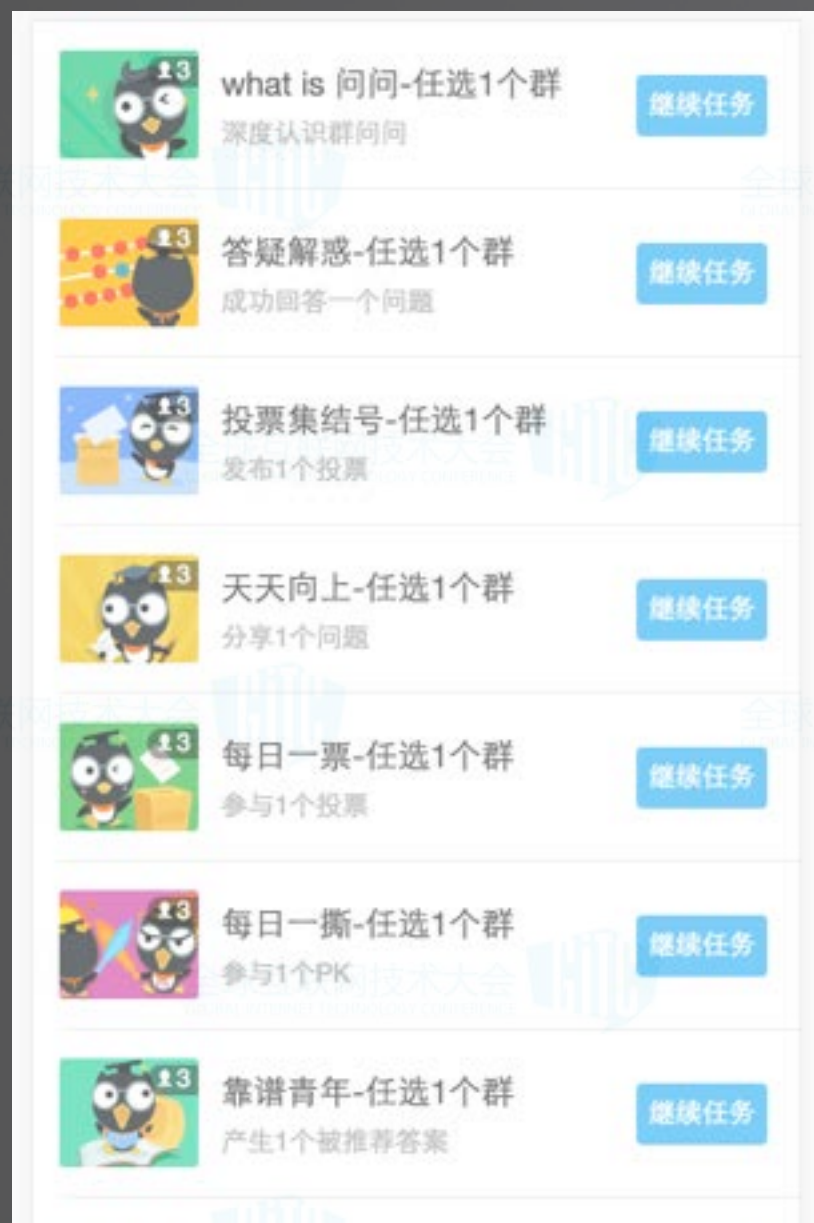 3
what is 问问-任选1个群
深度认识群问问
继续任务
3
答疑解惑-任选1个群
成功回答一个问题
继续任务
3
投票集结号-任选1个群
发布1个投票
继续任务
3
天天向上-任选1个群
分享1个问题
继续任务
3
每日一票-任选1个群
参与1个投票
继续任务
3
每日一撕-任选1个群
参与1个PK
继续任务
3
靠谱青年-任选1个群
产生1个被推荐答案
继续任务